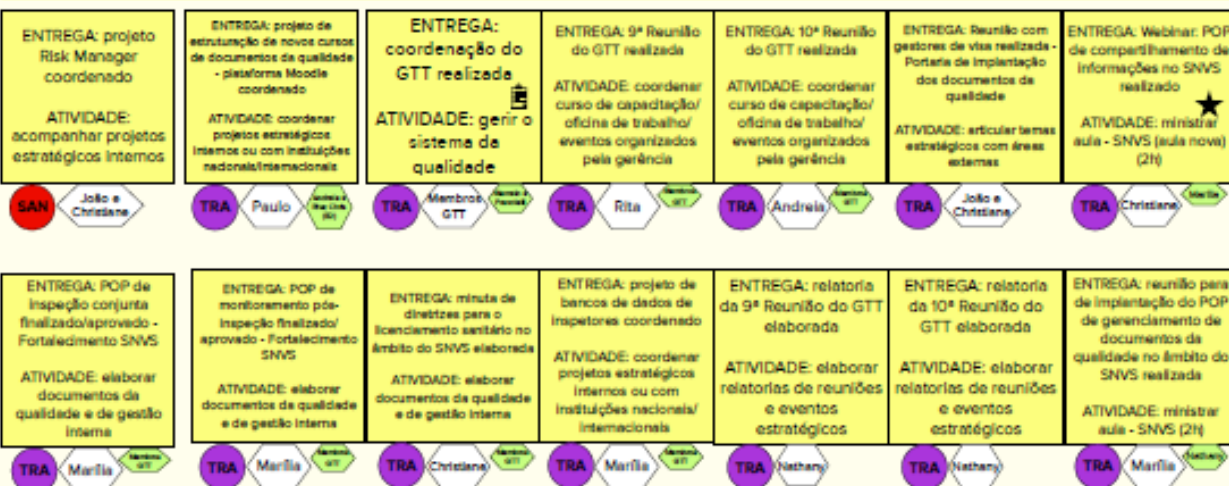 ENTREGA: projeto
Risk Manager
coordenado
ATIVIDADE:
acompanhar projetos
estratégicos internos
SAN
João e
Christiane
ENTREGA: projeto de
estruturação de novos cursos
de documentos da qualidade
- plataforma Moodle
coordenado
ATIVIDADE: coordenar
projetos estratégicos
internos ou com instituições
nacionais/internacionais
TRA
Paulo
ENTREGA:
coordenação do
GTT realizada
ATIVIDADE: gerir o
sistema da
qualidade
TRA
Membros
GTT
ENTREGA: 9ª Reunião
do GTT realizada
ATIVIDADE: coordenar
curso de capacitação/
oficina de trabalho/
eventos organizados
pela gerência
TRA
Rita
Membros
GTT
ENTREGA: 10ª Reunião
do GTT realizada
ATIVIDADE: coordenar
curso de capacitação/
oficina de trabalho/
eventos organizados
pela gerência
TRA
Andreia
Membros
GTT
ENTREGA: Reunião com
gestores de visa realizada -
Portaria de implantação
dos documentos da
qualidade
ATIVIDADE: articular temas
estratégicos com áreas
externas
TRA
João e
Christiane
ENTREGA: Webinar: POP
de compartilhamento de
informações no SNVS
realizado
ATIVIDADE: ministrar
aula - SNVS (aula nova)
(2h)
TRA
Christiane
Marília
ENTREGA: POP de
inspeção conjunta
finalizado/aprovado -
Fortalecimento SNVS
ATIVIDADE: elaborar
documentos da
qualidade e de gestão
interna
TRA
Marília
Membros
GTT
ENTREGA: POP de
monitoramento pós-
inspeção finalizado/
aprovado - Fortalecimento
SNVS
ATIVIDADE: elaborar
documentos da qualidade
e de gestão interna
TRA
Marília
Membros
GTT
ENTREGA: minuta de
diretrizes para o
licenciamento sanitário no
âmbito do SNVS elaborada
ATIVIDADE: elaborar
documentos da qualidade
e de gestão interna
TRA
Christiane
Membros
GTT
ENTREGA: projeto de
bancos de dados de
inspetores coordenado
ATIVIDADE: coordenar
projetos estratégicos
internos ou com
instituições nacionais/
internacionais
TRA
Marília
Membros
GTT
ENTREGA: relatoria
da 9ª Reunião do GTT
elaborada
ATIVIDADE: elaborar
relatorias de reuniões
e eventos
estratégicos
TRA
Nathany
ENTREGA: relatoria
da 10ª Reunião do
GTT elaborada
ATIVIDADE: elaborar
relatorias de reuniões
e eventos
estratégicos
TRA
Nathany
ENTREGA: reunião para
de implantação do POP
de gerenciamento de
documentos da
qualidade no âmbito do
SNVS realizada
ATIVIDADE: ministrar
aula - SNVS (2h)
TRA
Marília
Nathany